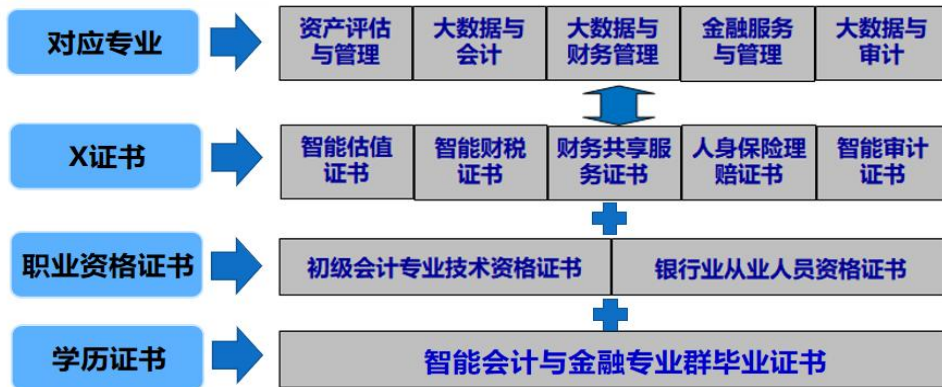 对应专业
资产评估
与管理
大数据与
会计
大数据与
财务管理
金融服务
与管理
大数据与
审计
X证书
智能估值
证书
智能财税
证书
财务共享服
务证书
人身保险理
赔证书
智能审计
证书
职业资格证书
初级会计专业技术资格证书
银行业从业人员资格证书
学历证书
智能会计与金融专业群毕业证书